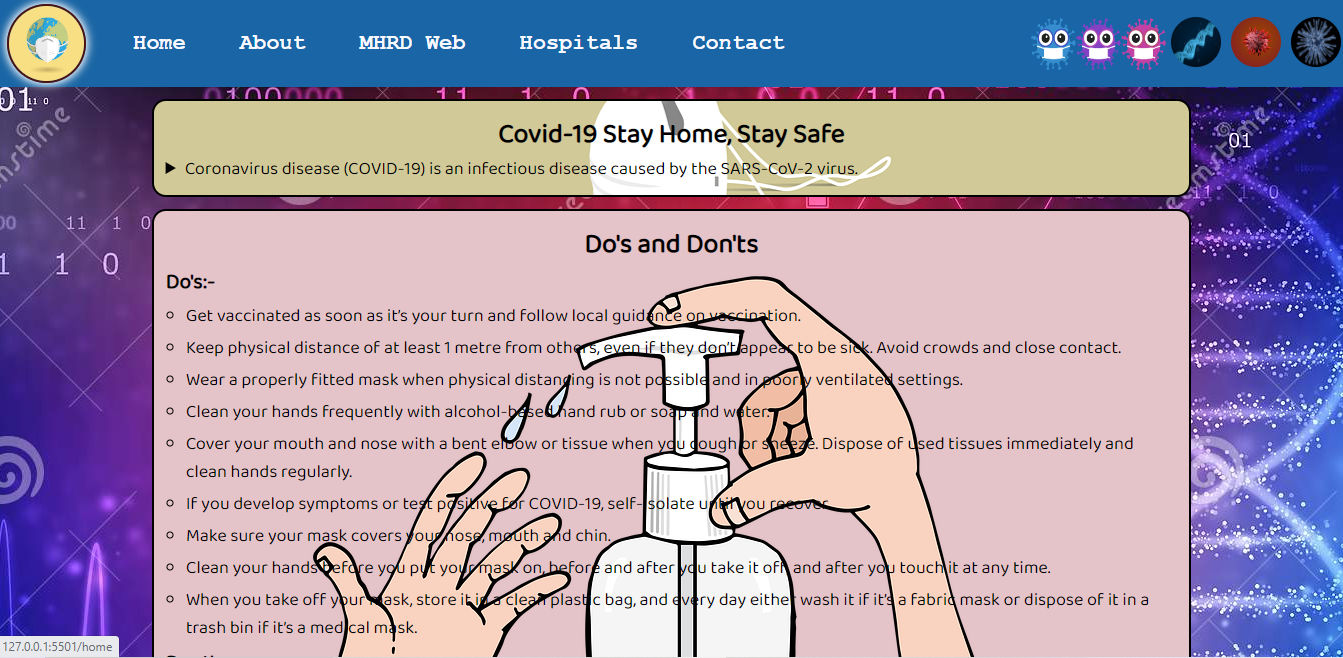 Home About MHRD Web Hospitals Contact
Covid-19 Stay Home, Stay Safe
Coronavirus disease (COVID-19) is an infectious disease caused by the SARS-CoV-2 virus.
Do's and Don'ts
Do's:-
Get vaccinated as soon as it's your turn and follow local guidance on vaccination.
Keep physical distance of at least 1 metre from others, even if they don't appear to be sick. Avoid crowds and close contact.
Wear a properly fitted mask when physical distancing is not possible and in poorly ventilated settings.
Clean your hands frequently with alcohol-based hand rub or soap and water.
Cover your mouth and nose with a bent elbow or tissue when you cough or sneeze. Dispose of used tissues immediately and
clean hands regularly.
If you develop symptoms or test positive for COVID-19, self-isolate until you recover.
Make sure your mask covers your nose, mouth and chin.
Clean your hands before you put your mask on, before and after you take it off, and after you touch it at any time.
When you take off your mask, store it in a clean plastic bag, and every day either wash it if it's a fabric mask or dispose of it in a
trash bin if it's a medical mask.
127.0.0.1:5501/home